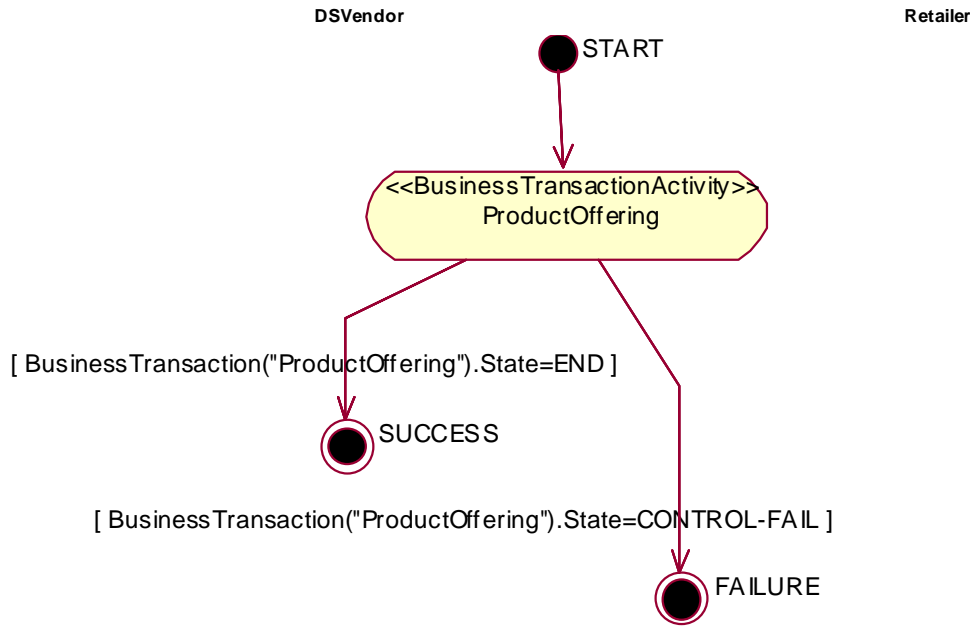 DSVendor
Retailer
START
<<BusinessTransactionActivity>>
ProductOffering
[ BusinessTransaction("ProductOffering").State=END ]
SUCCESS
[ BusinessTransaction("ProductOffering").State=CONTROL-FAIL ]
FAILURE